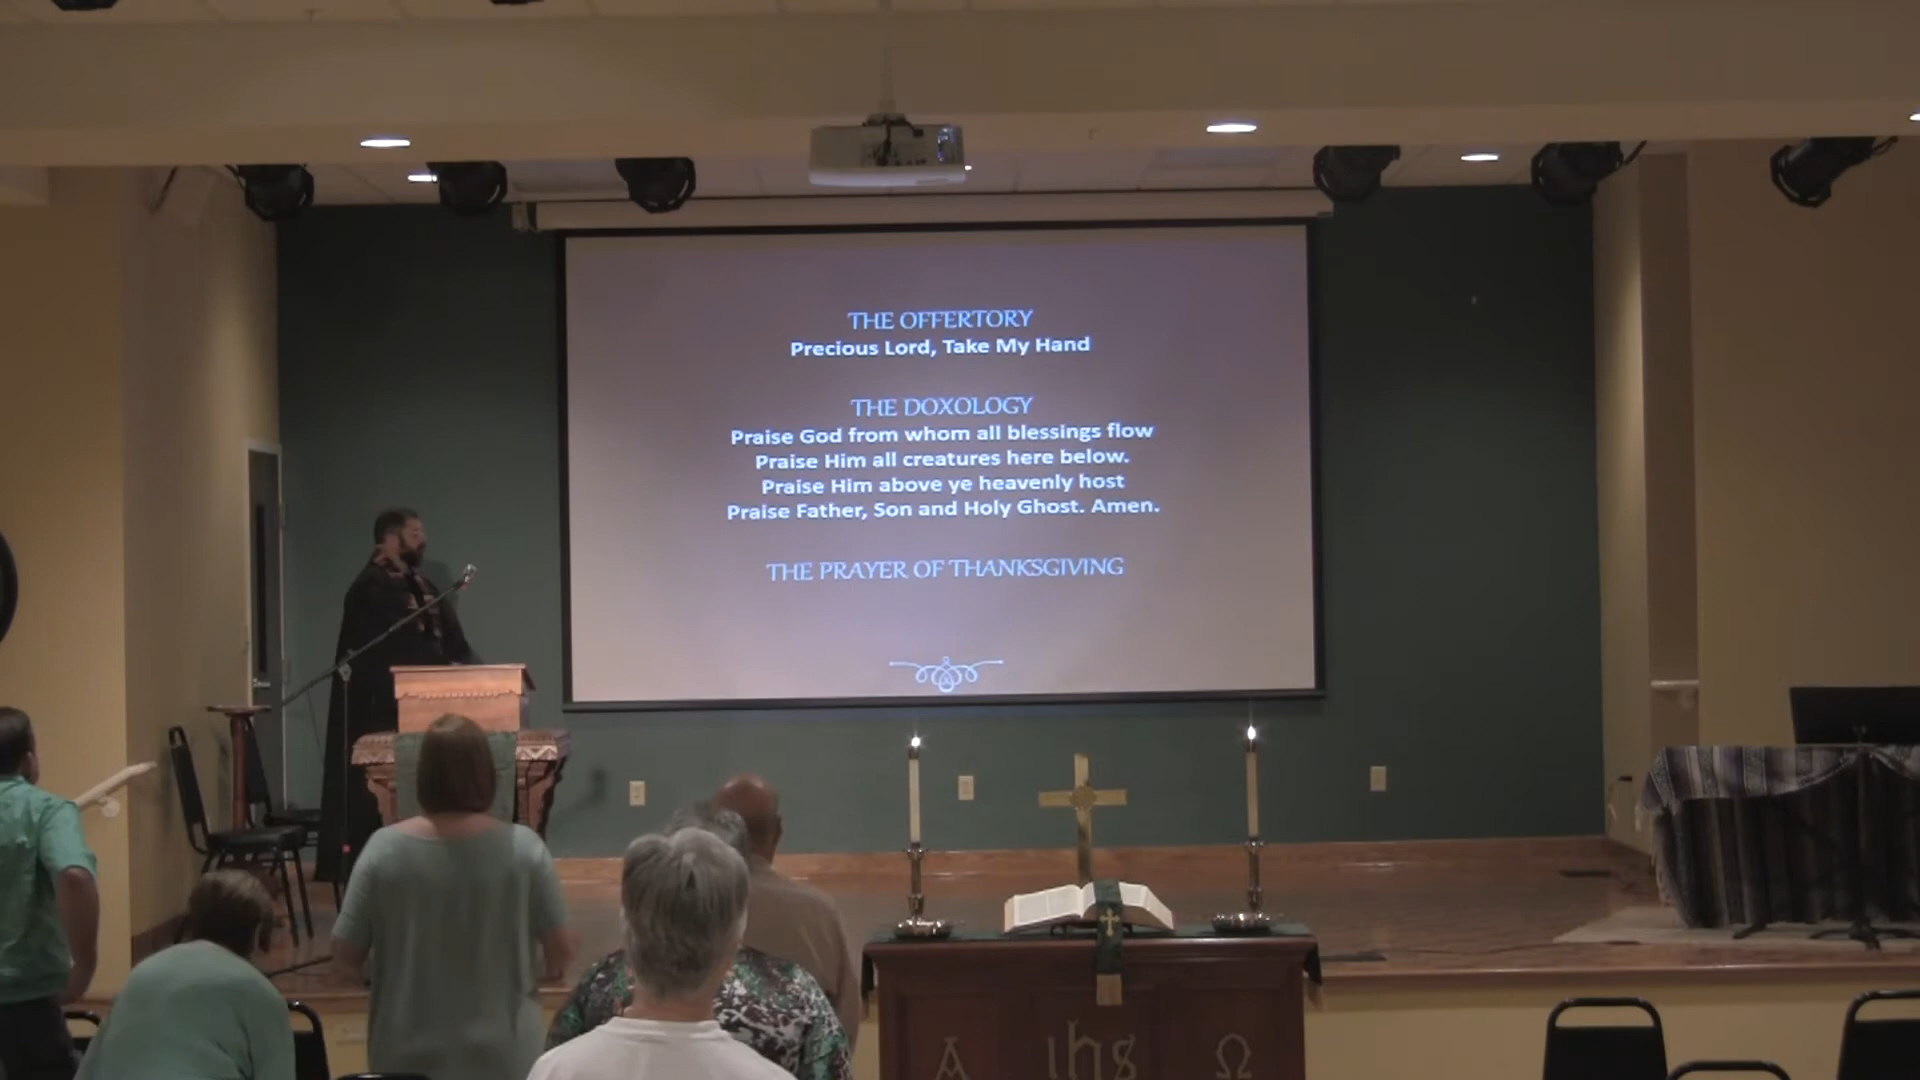 THE OFFERTORY
Precious Lord, Take My Hand
THE DOXOLOGY
Praise God from whom all blessings flow
Praise Him all creatures here below.
Praise Him above ye heavenly host
Praise Father, Son and Holy Ghost. Amen.
THE PRAYER OF THANKSGIVING
Α ihs Ω